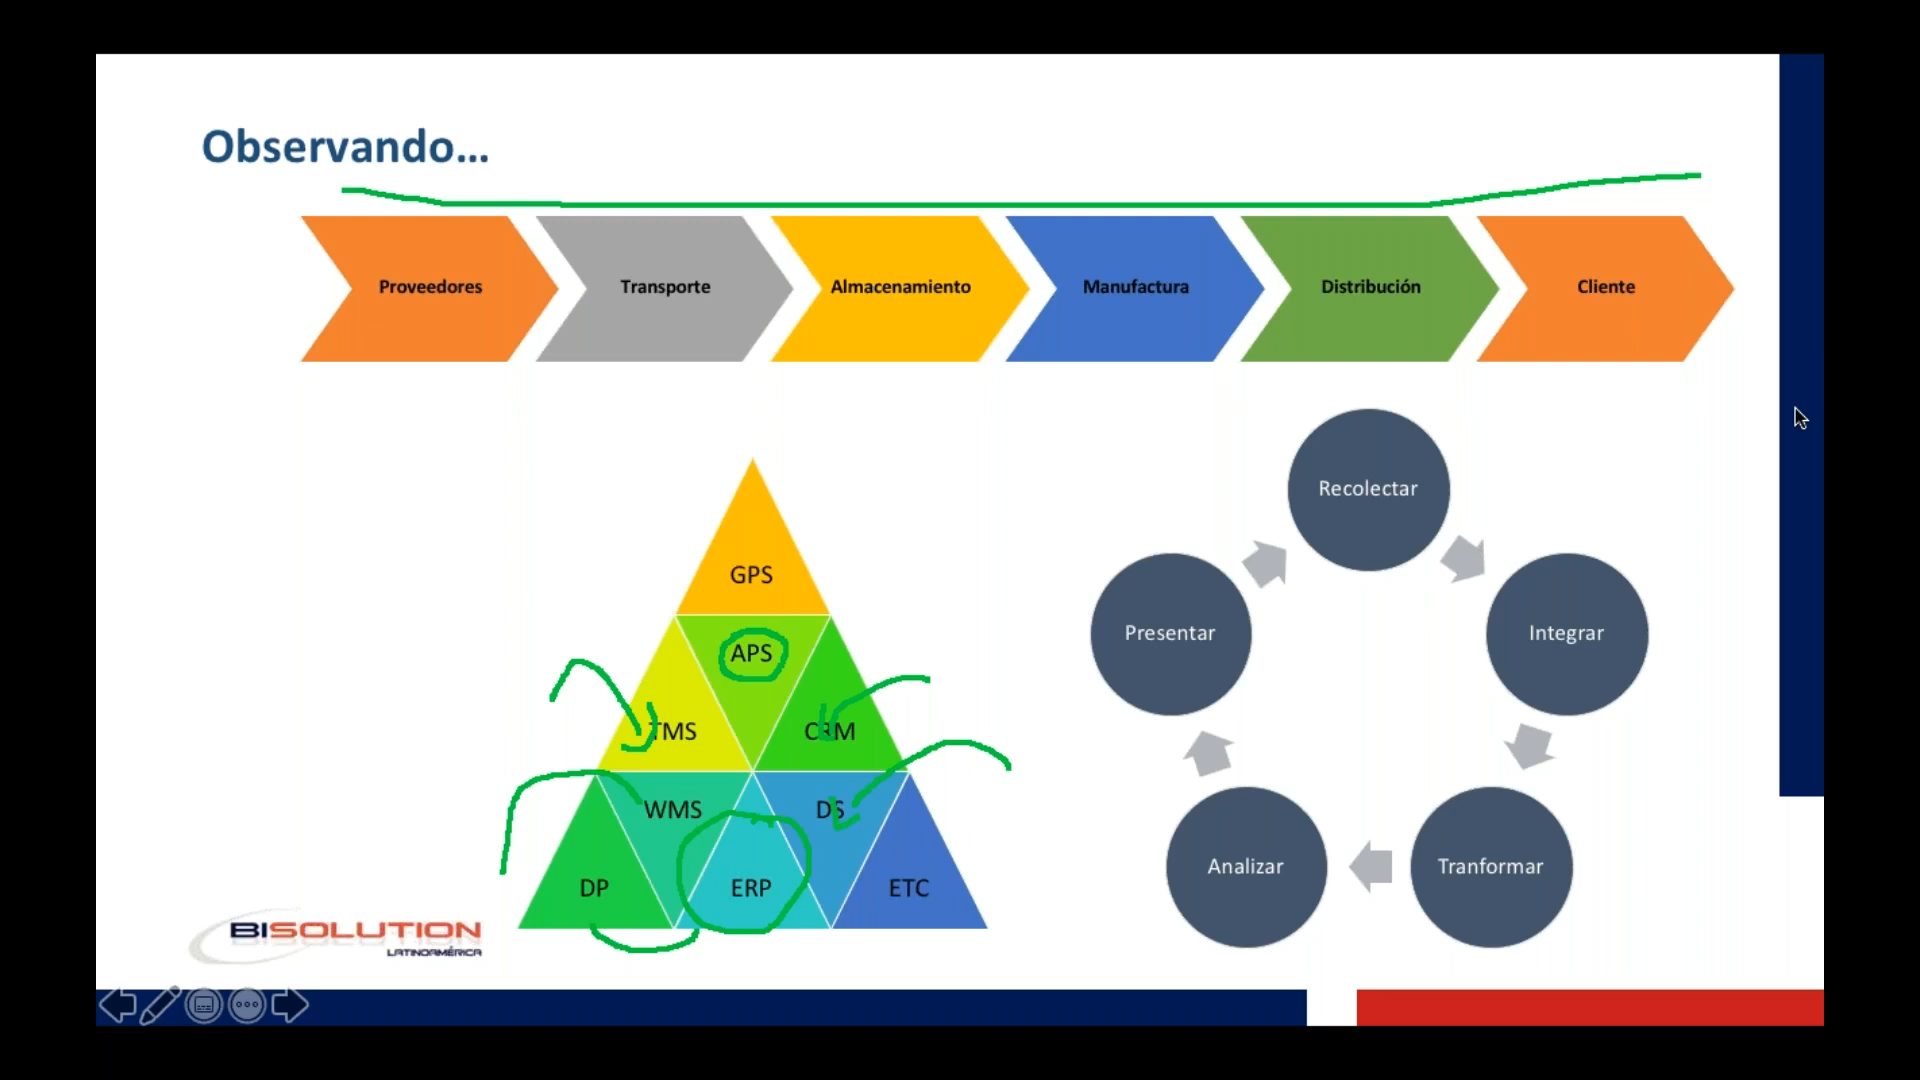 Observando...
Proveedores
Transporte
Almacenamiento
Manufactura
Distribución
Cliente
GPS
APS
TMS
CRM
WMS
DS
DP
ERP
ETC
Recolectar
Integrar
Tranformar
Analizar
Presentar
BISOLUTION
LATINOAMÉRICA